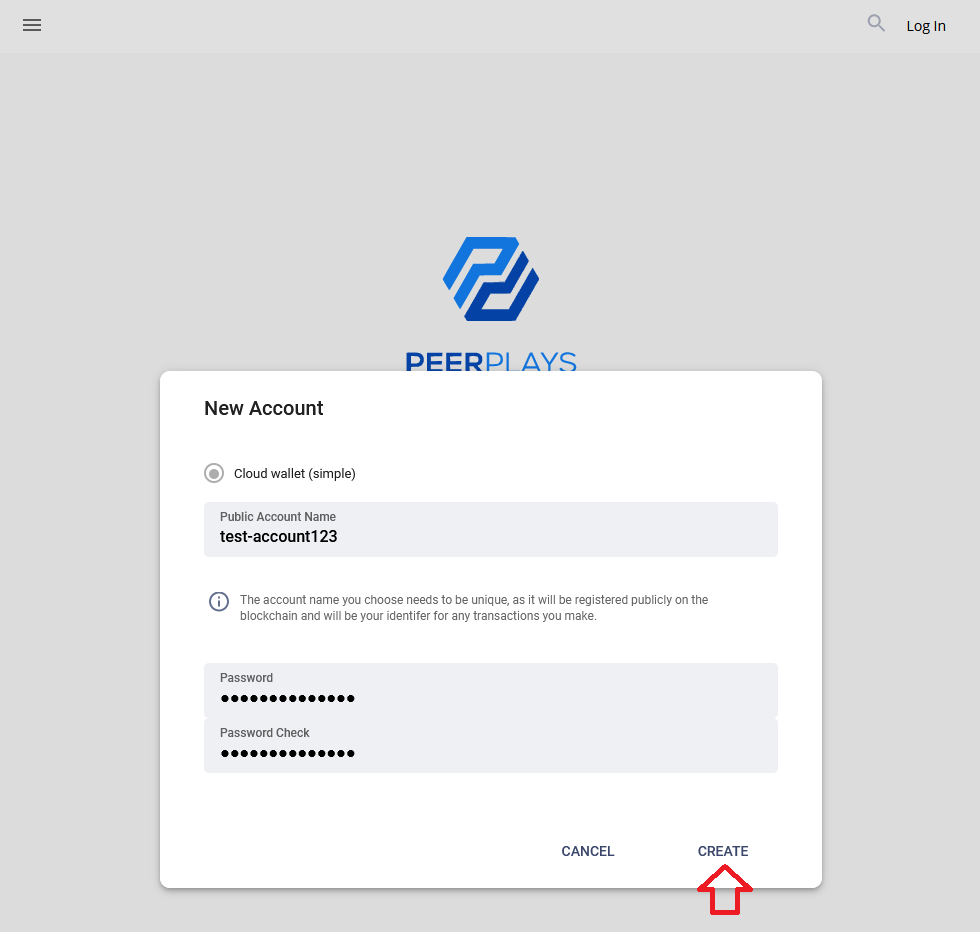 Log In
PEERPLAYS
New Account
Cloud wallet (simple)
Public Account Name
test-account123
The account name you choose needs to be unique, as it will be registered publicly on the
blockchain and will be your identifer for any transactions you make.
Password
●●●●●●●●●●●●●●
Password Check
●●●●●●●●●●●●●●
CANCEL CREATE